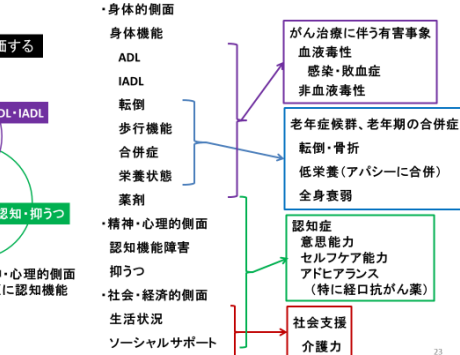 価する
DL・IADL
認知・抑うつ
・心理的側面
に認知機能
・身体的側面
身体機能
ADL
IADL
転倒
歩行機能
合併症
栄養状態
薬剤
・精神・心理的側面
認知機能障害
抑うつ
・社会・経済的側面
生活状況
ソーシャルサポート
がん治療に伴う有害事象
血液毒性
感染・敗血症
非血液毒性
老年症候群、老年期の合併症
転倒・骨折
低栄養（アパシーに合併）
全身衰弱
認知症
意思能力
セルフケア能力
アドヒアランス
（特に経口抗がん薬）
社会支援
介護力
23